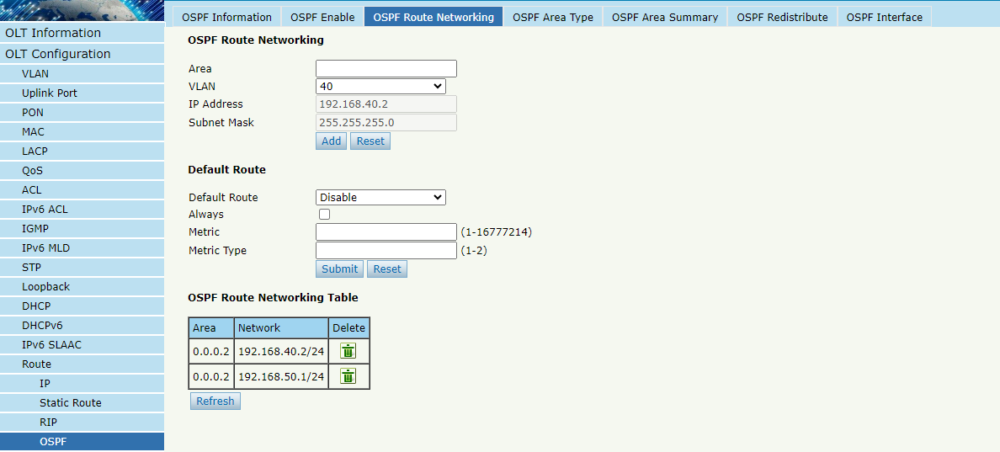 OSPF Information OSPF Enable OSPF Route Networking OSPF Area Type OSPF Area Summary OSPF Redistribute OSPF Interface
OLT Information
OLT Configuration
VLAN
Uplink Port
PON
MAC
LACP
QoS
ACL
IPv6 ACL
IGMP
IPv6 MLD
STP
Loopback
DHCP
DHCPv6
IPv6 SLAAC
Route
IP
Static Route
RIP
OSPF
OSPF Route Networking
Area
VLAN 40
IP Address 192.168.40.2
Subnet Mask 255.255.255.0
Add Reset
Default Route
Default Route Disable
Always
Metric (1-16777214)
Metric Type (1-2)
Submit Reset
OSPF Route Networking Table
Area Network Delete
0.0.0.2 192.168.40.2/24
0.0.0.2 192.168.50.1/24
Refresh